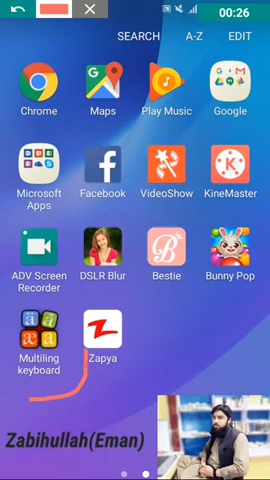 00:26
SEARCH A-Z EDIT
Chrome Maps Play Music Google
Microsoft Apps Facebook VideoShow KineMaster
ADV Screen Recorder DSLR Blur Bestie Bunny Pop
Multiling keyboard Zapya
Zabihullah(Eman)